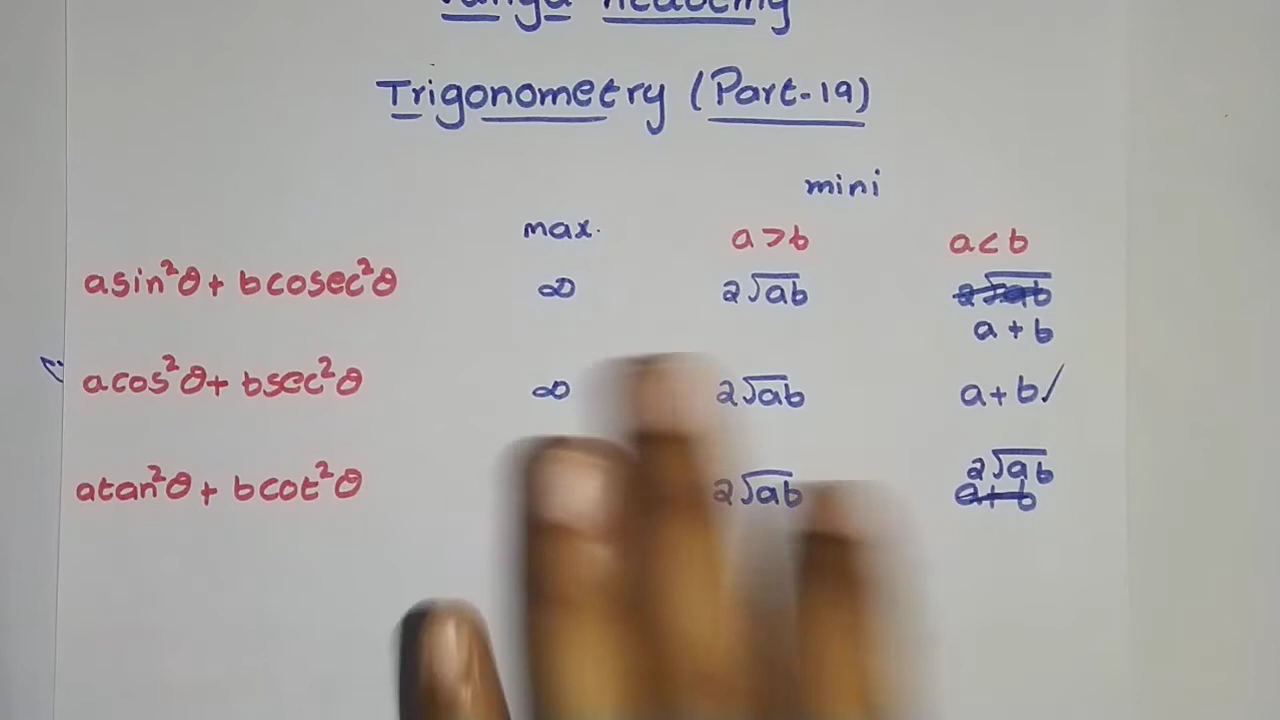 Academy
Trigonometry (Part-19)
mini
max. a>b a<b
asin²θ + bcosec²θ ∞ 2√ab 2√ab
a+b
acos²θ + bsec²θ ∞ 2√ab a+b✓
2√ab
atan²θ + bcot²θ 2√ab a+b